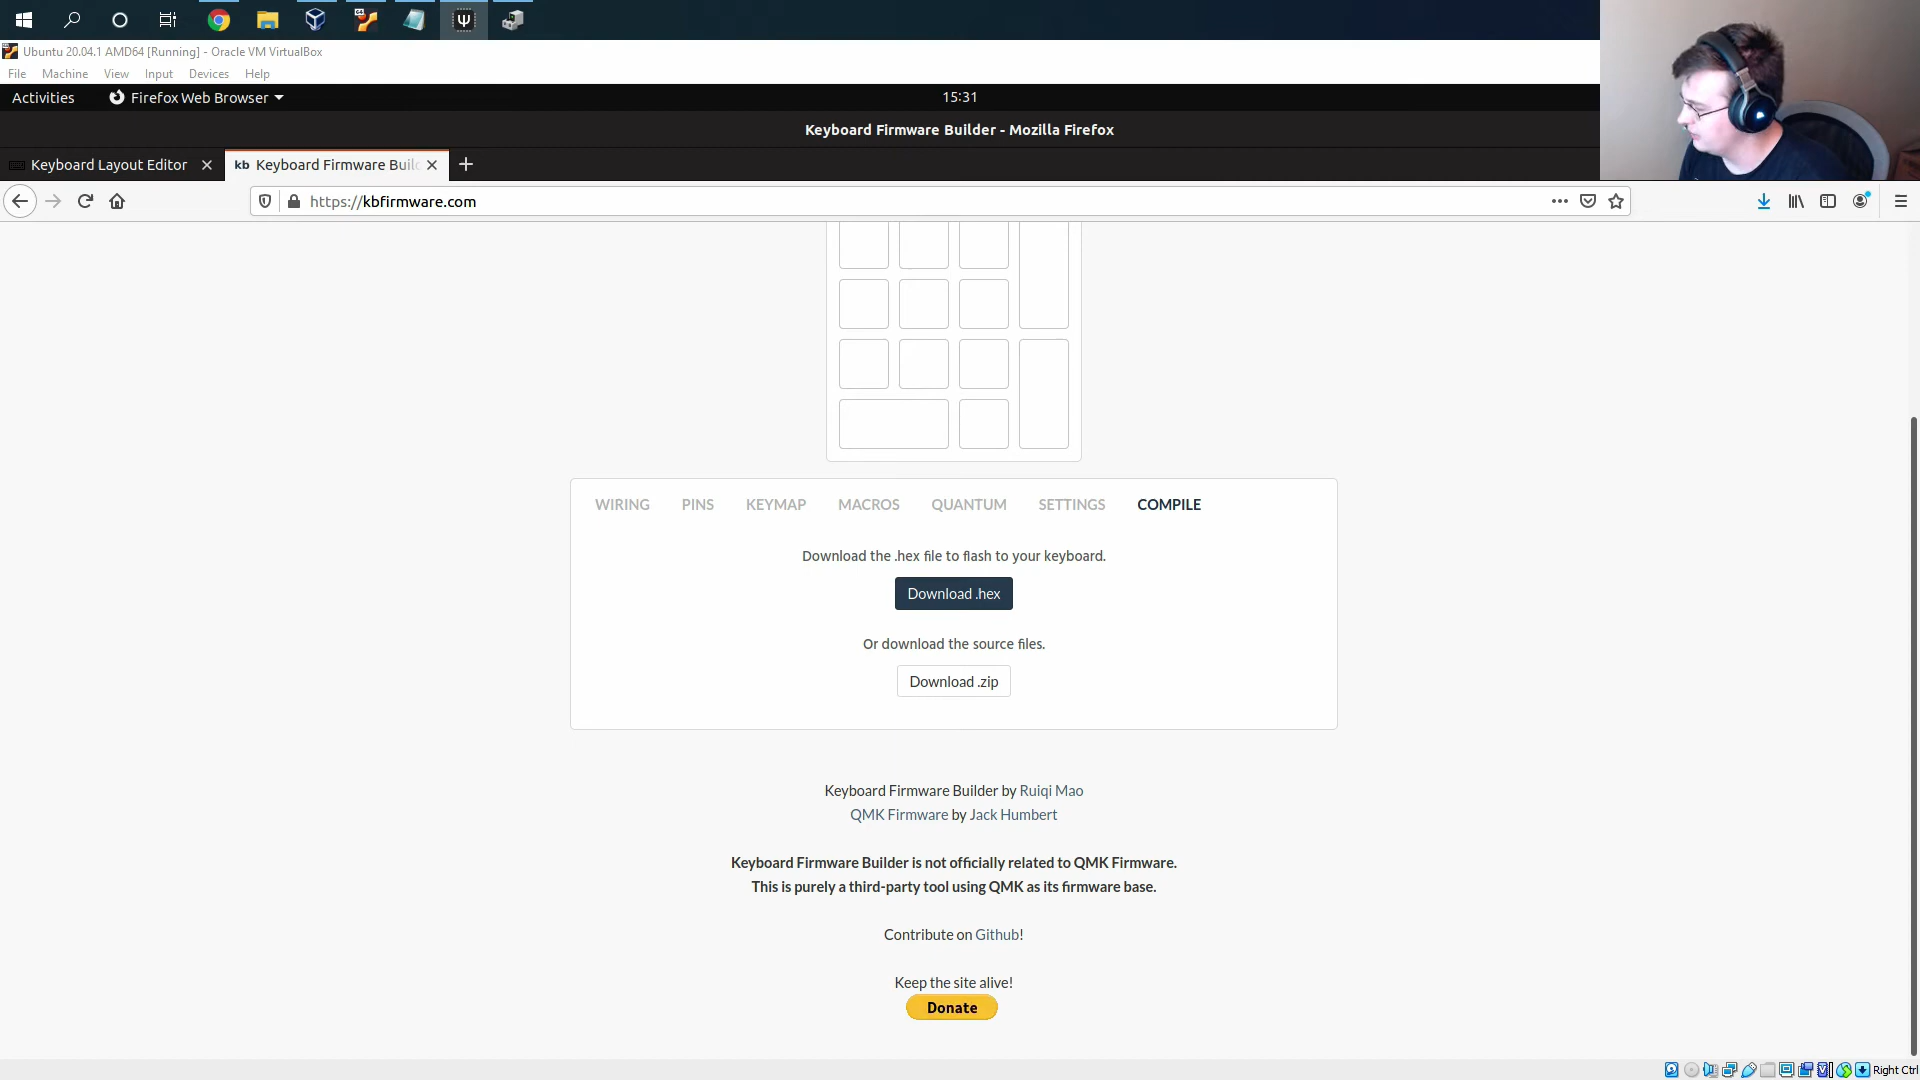 Ubuntu 20.04.1 AMD64 [Running] - Oracle VM VirtualBox
File Machine View Input Devices Help
Activities Firefox Web Browser 15:31
Keyboard Firmware Builder - Mozilla Firefox
Keyboard Layout Editor kb Keyboard Firmware Buil
https://kbfirmware.com
WIRING PINS KEYMAP MACROS QUANTUM SETTINGS COMPILE
Download the .hex file to flash to your keyboard.
Download .hex
Or download the source files.
Download .zip
Keyboard Firmware Builder by Ruiqi Mao
QMK Firmware by Jack Humbert
Keyboard Firmware Builder is not officially related to QMK Firmware.
This is purely a third-party tool using QMK as its firmware base.
Contribute on Github!
Keep the site alive!
Donate
Right Ctrl